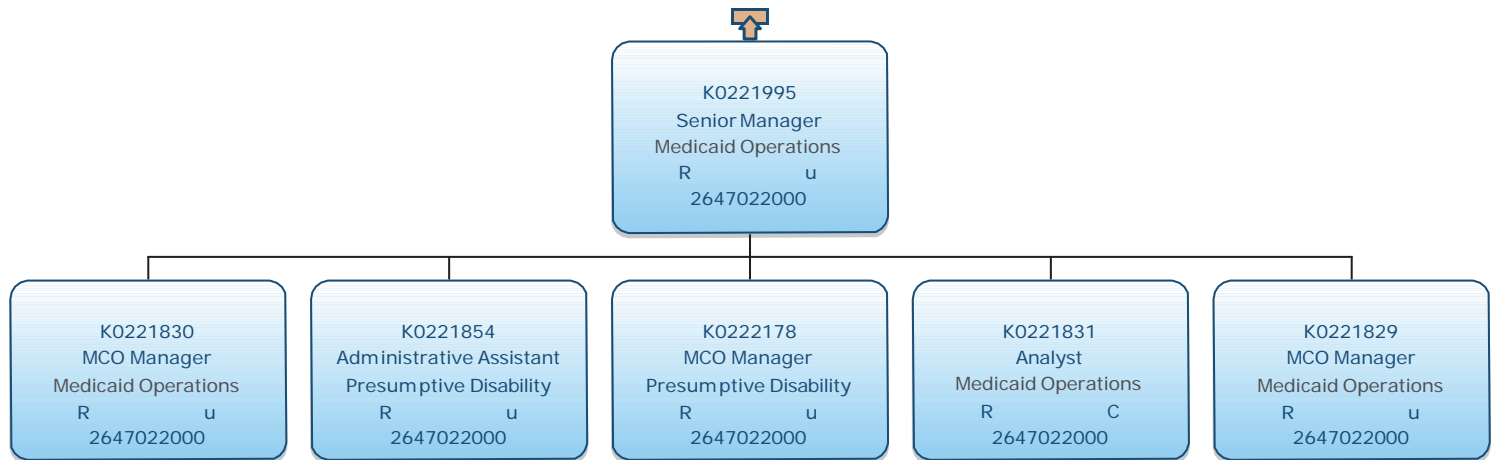 K0221995
Senior Manager
Medicaid Operations
R u
2647022000
K0221830
MCO Manager
Medicaid Operations
R u
2647022000
K0221854
Administrative Assistant
Presumptive Disability
R u
2647022000
K0222178
MCO Manager
Presumptive Disability
R u
2647022000
K0221831
Analyst
Medicaid Operations
R C
2647022000
K0221829
MCO Manager
Medicaid Operations
R u
2647022000